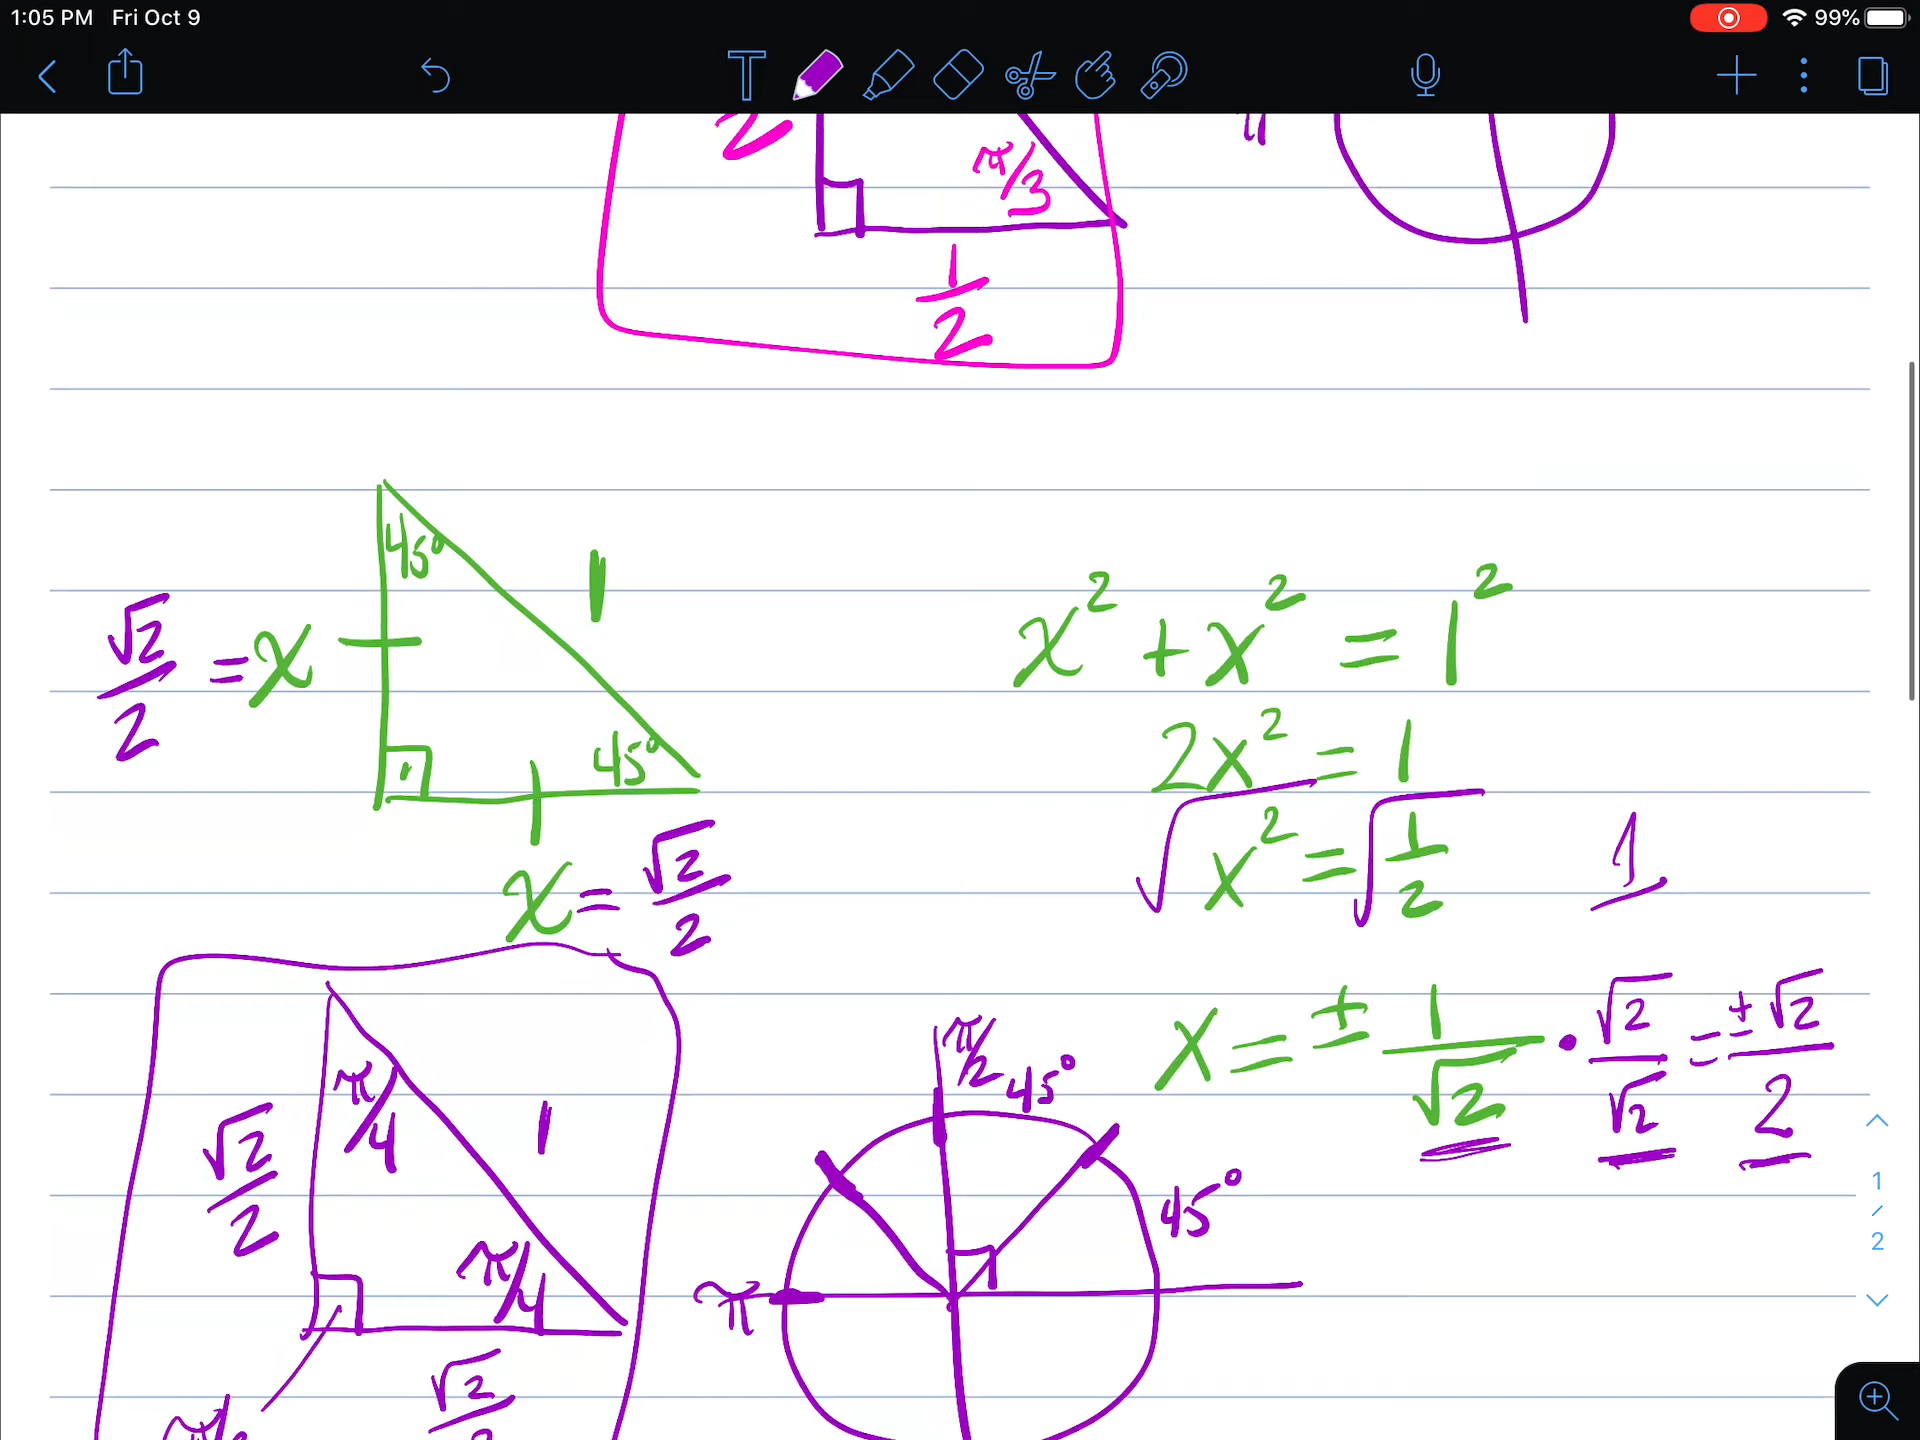 1:05 PM Fri Oct 9
99%
π/3
1/2
45°
1
√2/2 = x
45°
x = √2/2
x² + x² = 1²
2x² = 1
√x² = √1/2
1
x = ± 1/√2 • √2/√2 = ±√2/2
π/4
√2/2
1
π/4
√2
π/2
45°
45°
π
1
/
2